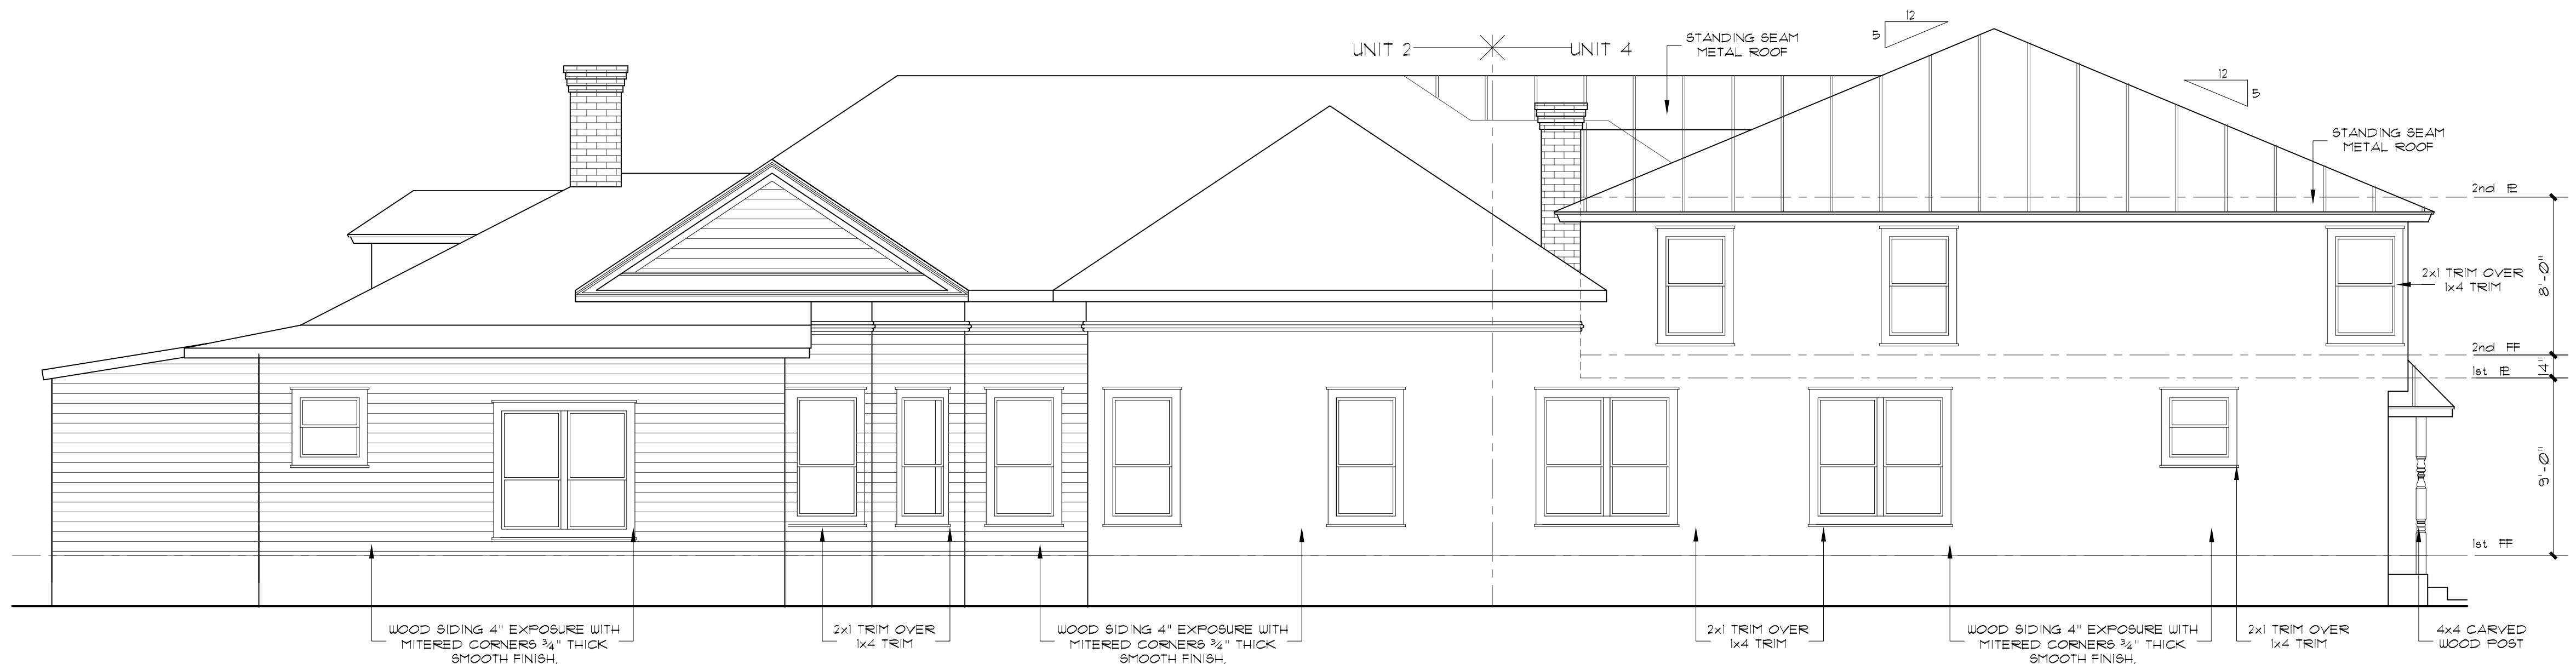 12
5
UNIT 2
UNIT 4
STANDING SEAM
METAL ROOF
12
5
STANDING SEAM
METAL ROOF
2nd PL
2x1 TRIM OVER
1x4 TRIM
8'-0"
2nd FF
14"
1st PL
9'-0"
1st FF
WOOD SIDING 4" EXPOSURE WITH
MITERED CORNERS ¾" THICK
SMOOTH FINISH,
2x1 TRIM OVER
1x4 TRIM
WOOD SIDING 4" EXPOSURE WITH
MITERED CORNERS ¾" THICK
SMOOTH FINISH,
2x1 TRIM OVER
1x4 TRIM
WOOD SIDING 4" EXPOSURE WITH
MITERED CORNERS ¾" THICK
SMOOTH FINISH,
2x1 TRIM OVER
1x4 TRIM
4x4 CARVED
WOOD POST